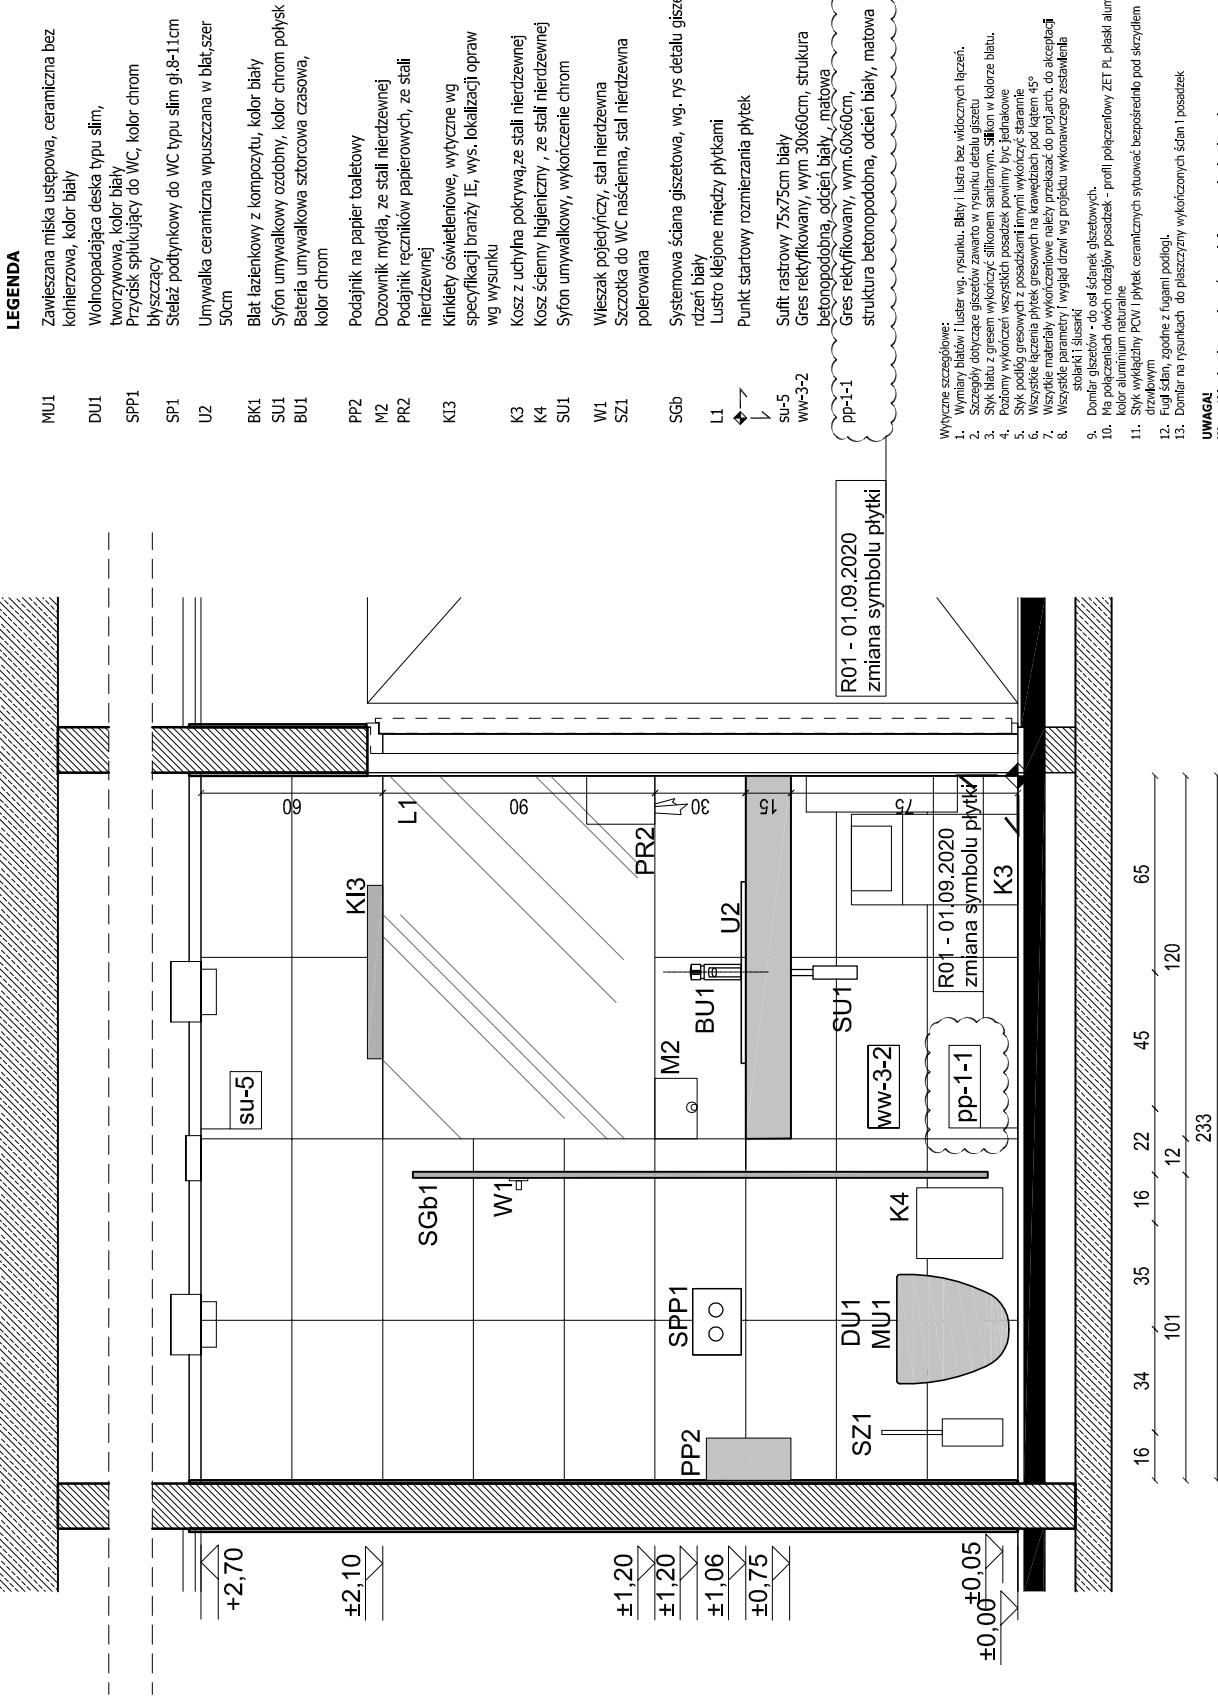 LEGENDA
MU1 Zawieszana miska ustępowa, ceramiczna bez
kołnierzowa, kolor biały
DU1 Wolnoopadająca deska typu slim,
tworzywowa, kolor biały
SPP1 Przycisk spłukujący do WC, kolor chrom
błyszczący
SP1 Stelaż podtynkowy do WC typu slim gł.8-11cm
U2 Umywalka ceramiczna wpuszczana w blat,szer
50cm
BK1 Blat łazienkowy z kompozytu, kolor biały
SU1 Syfon umywalkowy ozdobny, kolor chrom połysk
BU1 Bateria umywalkowa sztorcowa czasowa,
kolor chrom
PP2 Podajnik na papier toaletowy
M2 Dozownik mydła, ze stali nierdzewnej
PR2 Podajnik ręczników papierowych, ze stali
nierdzewnej
KI3 Kinkiety oświetleniowe, wytyczne wg
specyfikacji branży IE, wys. lokalizacji opraw
wg wysunku
K3 Kosz z uchylna pokrywą,ze stali nierdzewnej
K4 Kosz ścienny higieniczny , ze stali nierdzewnej
SU1 Syfon umywalkowy, wykończenie chrom
W1 Wieszak pojedyńczy, stal nierdzewna
SZ1 Szczotka do WC naścienna, stal nierdzewna
polerowana
SGb Systemowa ściana giszetowa, wg. rys detalu gisze
rdzeń biały
L1 Lustro klejone między płytkami
Punkt startowy rozmierzania płytek
su-5 Sufit rastrowy 75x75cm biały
ww-3-2 Gres rektyfikowany, wym 30x60cm, strukura
betonopodobna, odcień biały, matowa
pp-1-1 Gres rektyfikowany, wym.60x60cm,
struktura betonopodobna, odcień biały, matowa
R01 - 01.09.2020
zmiana symbolu płytki
Wytyczne szczegółowe:
1. Wymiary blatów i luster wg. rysunku. Blaty i lustra bez widocznych łączeń.
2. Szczegóły dotyczące giszetów zawarto w rysunku detalu giszetu
3. Styk blatu z gresem wykończyć silikonem sanitarnym. Silikon w kolorze blatu.
4. Poziomy wykończeń wszystkich posadzek powinny być jednakowe
5. Styk podłóg gresowych z posadzkami innymi wykończyć starannie
6. Wszystkie łączenia płytek gresowych na krawędziach pod kątem 45°
7. Wszystkie materiały wykończeniowe należy przekazać do proj.arch. do akceptacji
8. Wszystkie parametry i wygląd drzwi wg projektu wykonawczego zestawienia
stolarki i ślusarki
9. Domiar giszetów - do osi ścianek giszetowych.
10. Na połączeniach dwóch rodzajów posadzek - profil połączeniowy ZET PL płaski alum
kolor aluminium naturalne
11. Styk wykładziny PCW i płytek ceramicznych sytuować bezpośrednio pod skrzydłem
drzwiowym
12. Fugi ścian, zgodne z fugami podłogi.
13. Domiar na rysunkach do płaszczyzny wykończonych ścian i posadzek
UWAGA!
+2,70
±2,10
±1,20
±1,20
±1,06
±0,75
±0,05
±0,00
su-5
KI3
L1
60
90
30
15
75
PR2
SGb1
W1
M2
BU1
U2
SU1
SPP1
PP2
DU1
MU1
SZ1
K4
ww-3-2
pp-1-1
R01 - 01.09.2020
zmiana symbolu płytki
K3
16 34 35 16 22 45 65
101 12 120
233